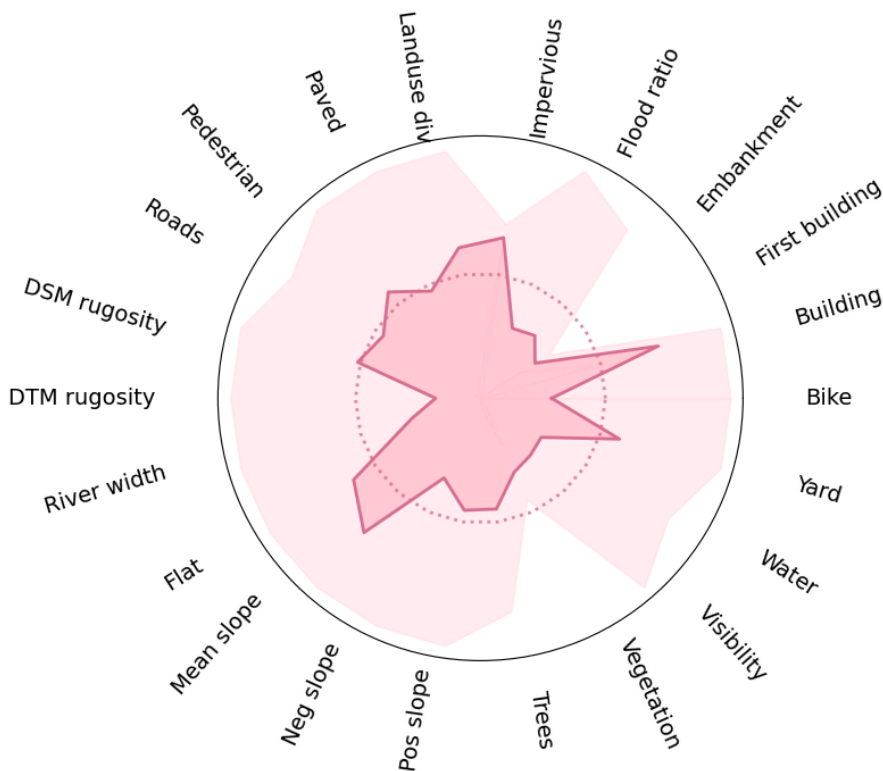 Landuse div
Impervious
Paved
Flood ratio
Pedestrian
Embankment
Roads
First building
DSM rugosity
Building
DTM rugosity
Bike
River width
Yard
Flat
Water
Mean slope
Visibility
Neg slope
Vegetation
Pos slope
Trees